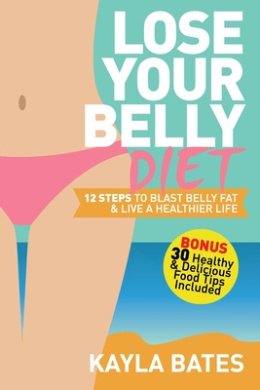 LOSE
YOUR
BELLY
DIET
12 STEPS TO BLAST BELLY FAT
& LIVE A HEALTHIER LIFE
BONUS
30 Healthy
& Delicious
Food Tips
Included
KAYLA BATES